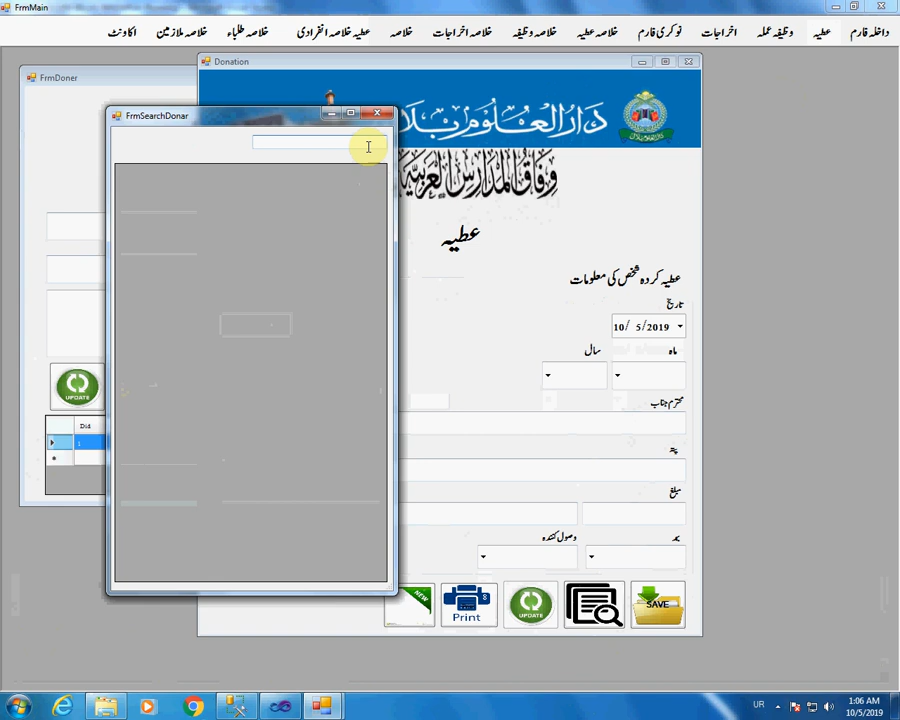 FrmMain
داخلہ فارم عطیہ وظیفہ عملہ اخراجات نوکری فارم خلاصہ عطیہ خلاصہ وظیفہ خلاصہ اخراجات خلاصہ عطیہ خلاصہ انفرادی خلاصہ طلباء خلاصہ ملازمین اکاونٹ
FrmDoner
Donation
FrmSearchDonar
وفاق المدارس العربیہ
عطیہ
عطیہ کردہ شخص کی معلومات
تاریخ
10/ 5/2019
ماہ
سال
محترم جناب
پتہ
مبلغ
وصول کنندہ
UPDATE
Did
1
NEW
Print
UPDATE
SAVE
UR
1:06 AM
10/5/2019